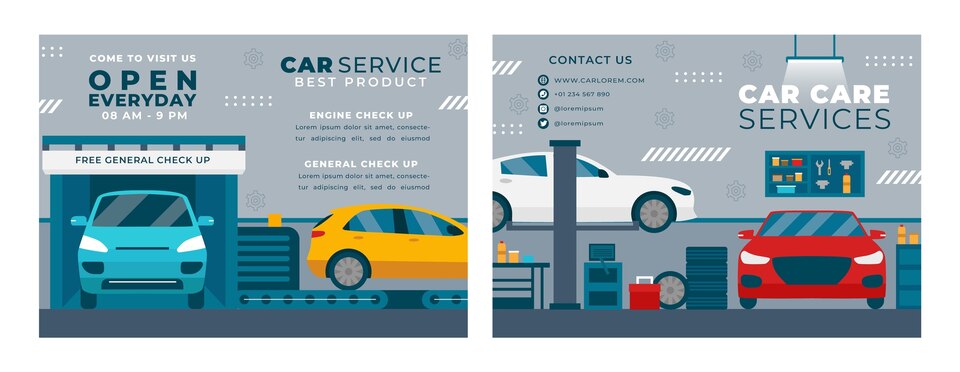 COME TO VISIT US
OPEN
EVERYDAY
08 AM - 9 PM
FREE GENERAL CHECK UP
CAR SERVICE
BEST PRODUCT
ENGINE CHECK UP
Lorem ipsum dolor sit amet, consecte-
tur adipiscing elit, sed do eiusmod
GENERAL CHECK UP
Lorem ipsum dolor sit amet, consecte-
tur adipiscing elit, sed do eiusmod
CONTACT US
WWW.CARLOREM.COM
+01 234 567 890
@loremipsum
@loremipsum
CAR CARE
SERVICES